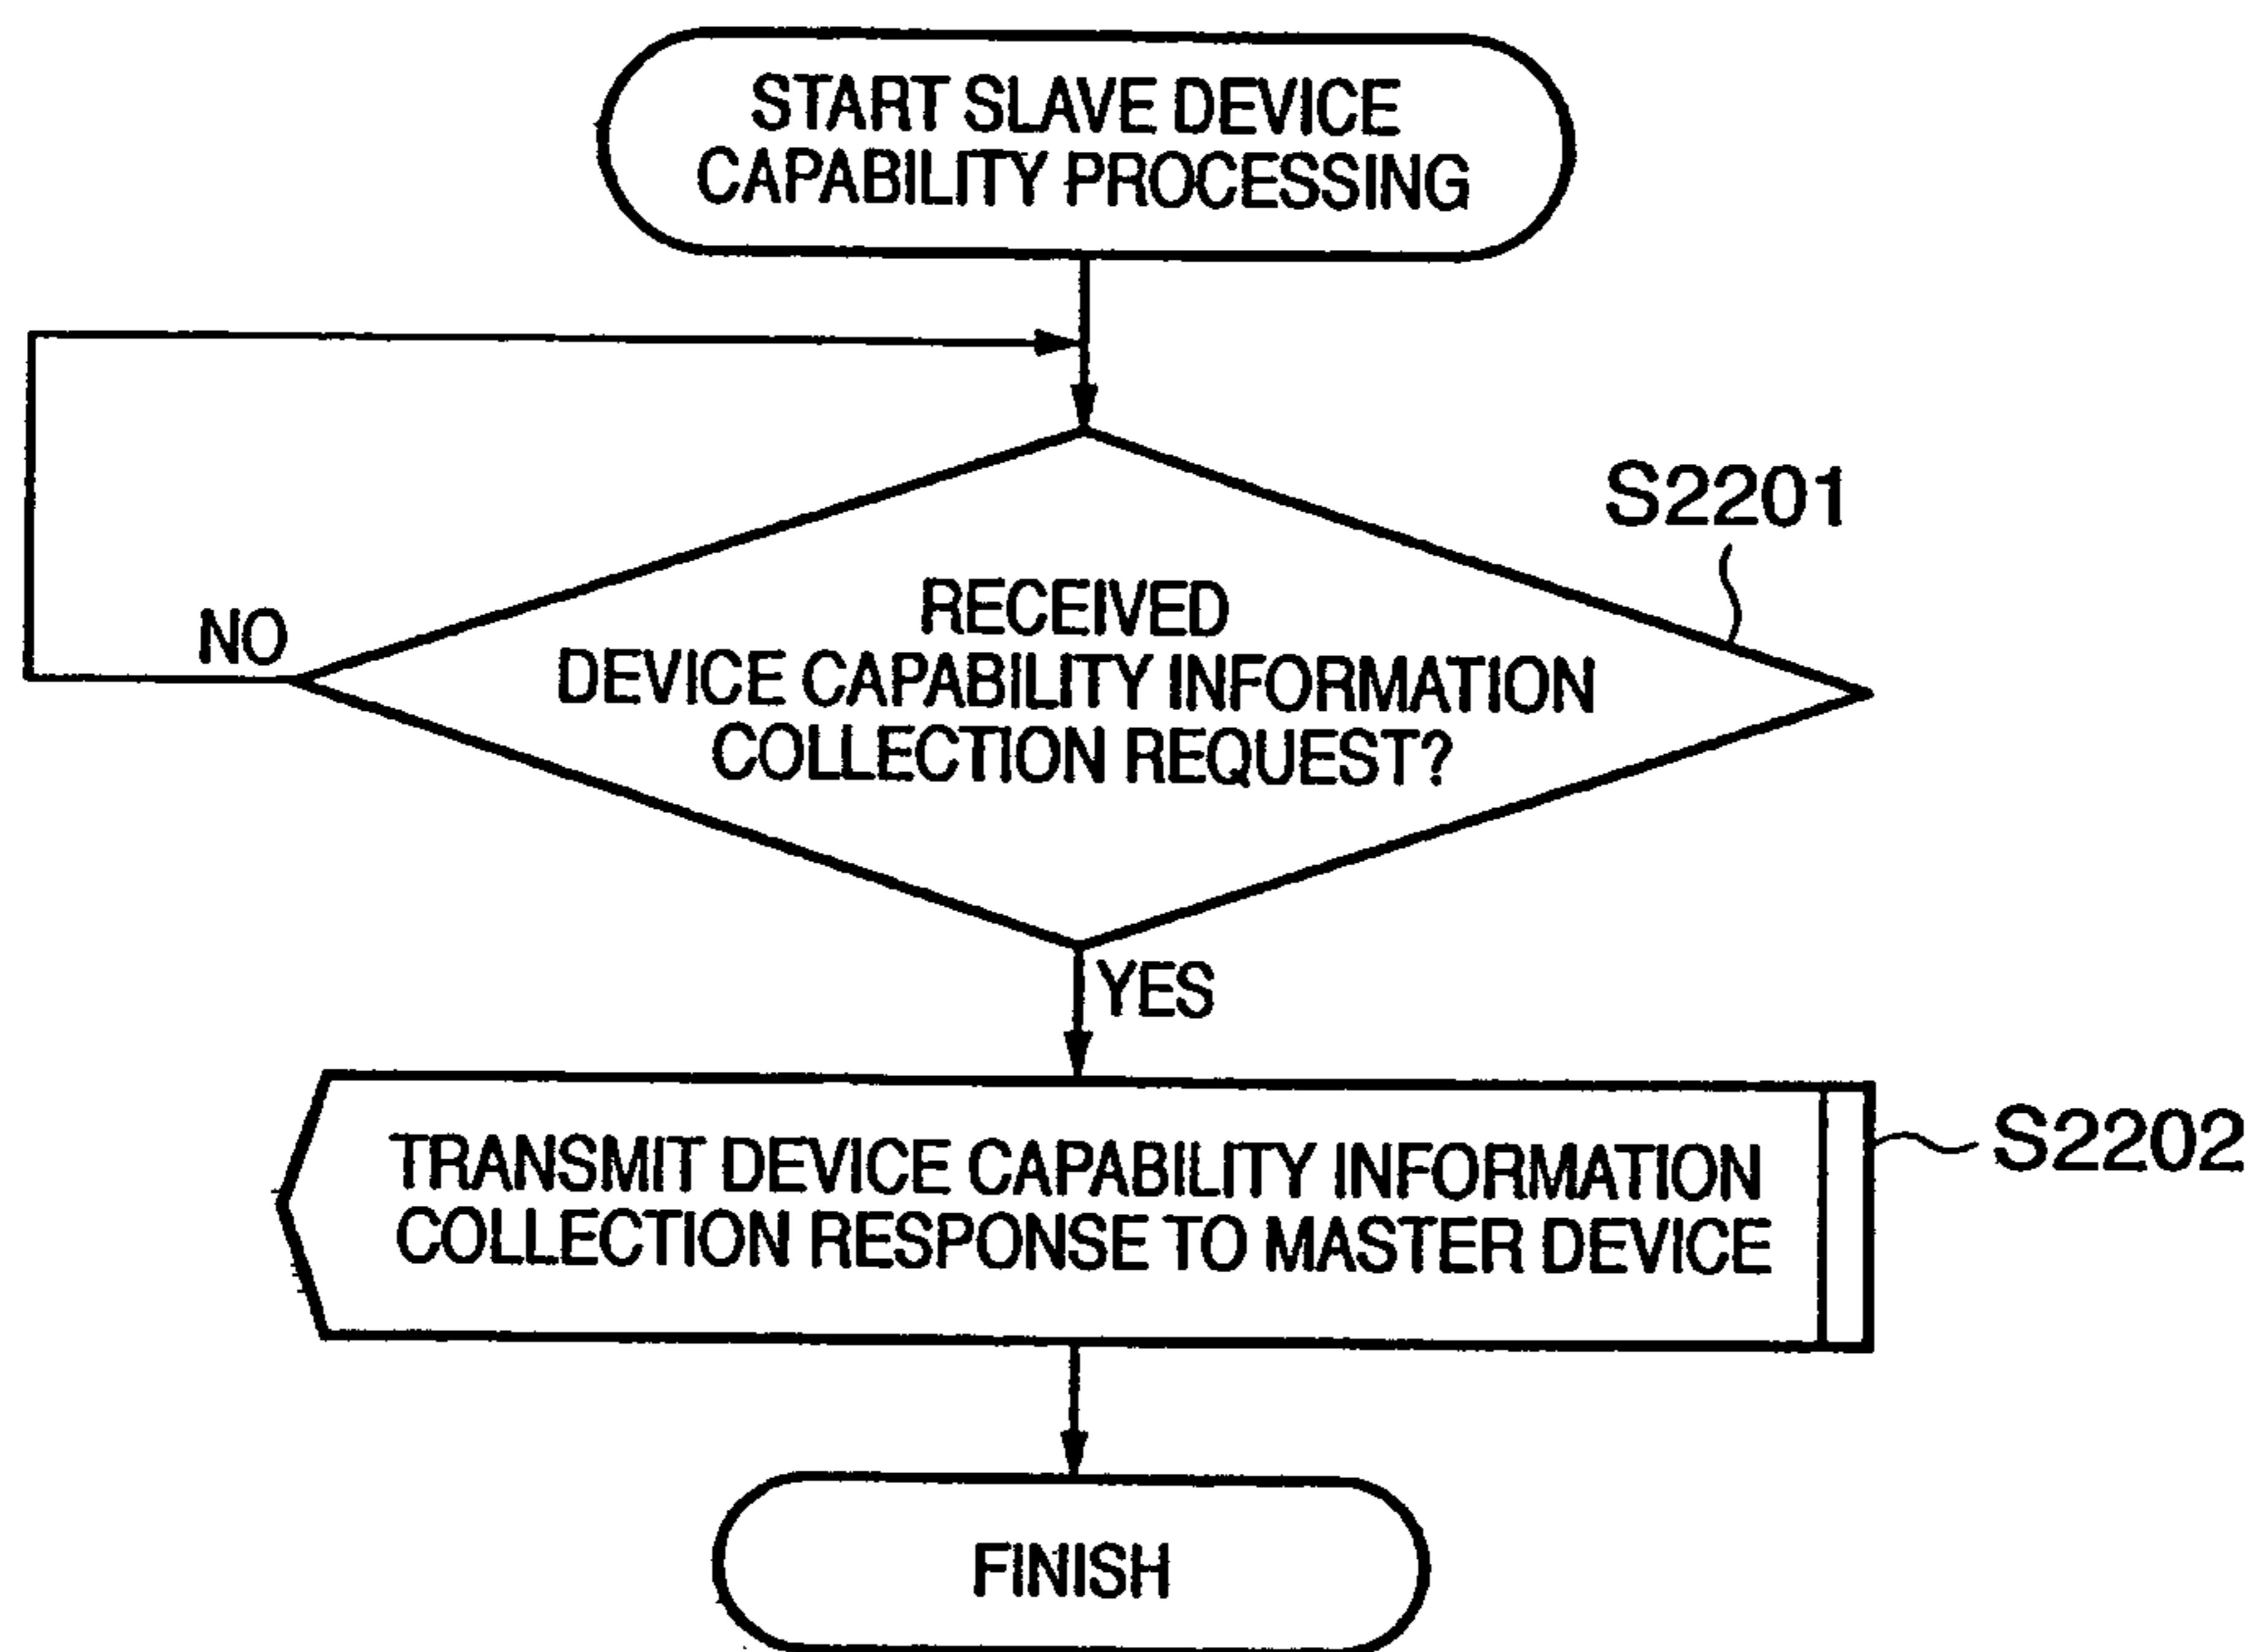 START SLAVE DEVICE
CAPABILITY PROCESSING
S2201
RECEIVED
NO
DEVICE CAPABILITY INFORMATION
COLLECTION REQUEST?
YES
TRANSMIT DEVICE CAPABILITY INFORMATION
COLLECTION RESPONSE TO MASTER DEVICE
S2202
FINISH